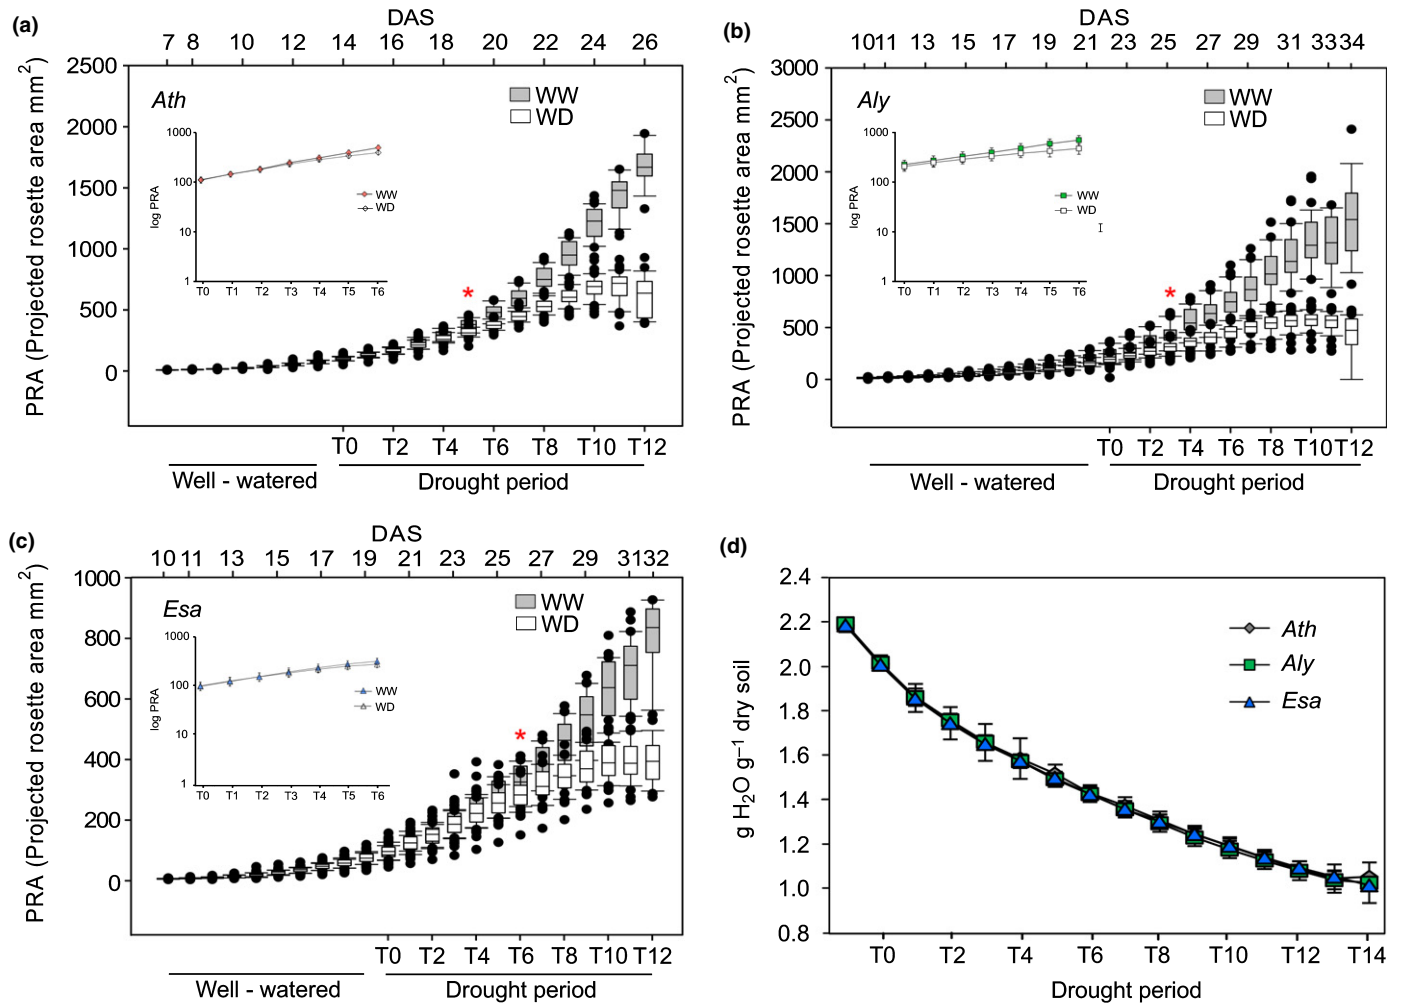 (a)
DAS
7 8 10 12 14 16 18 20 22 24 26
PRA (Projected rosette area mm²)
2500
2000
1500
1000
500
0
Ath
WW
WD
log PRA
1000
100
10
1
WW
WD
T0 T1 T2 T3 T4 T5 T6
*
T0 T2 T4 T6 T8 T10 T12
Well - watered Drought period
(b)
DAS
10 11 13 15 17 19 21 23 25 27 29 31 33 34
PRA (Projected rosette area mm²)
3000
2500
2000
1500
1000
500
0
Aly
WW
WD
log PRA
1000
100
10
1
WW
WD
T0 T1 T2 T3 T4 T5 T6
*
T0 T2 T4 T6 T8 T10 T12
Well - watered Drought period
(c)
DAS
10 11 13 15 17 19 21 23 25 27 29 31 32
PRA (Projected rosette area mm²)
1000
800
600
400
200
0
Esa
WW
WD
log PRA
1000
100
10
1
WW
WD
T0 T1 T2 T3 T4 T5 T6
*
T0 T2 T4 T6 T8 T10 T12
Well - watered Drought period
(d)
g H₂O g⁻¹ dry soil
2.4
2.2
2.0
1.8
1.6
1.4
1.2
1.0
0.8
Ath
Aly
Esa
T0 T2 T4 T6 T8 T10 T12 T14
Drought period